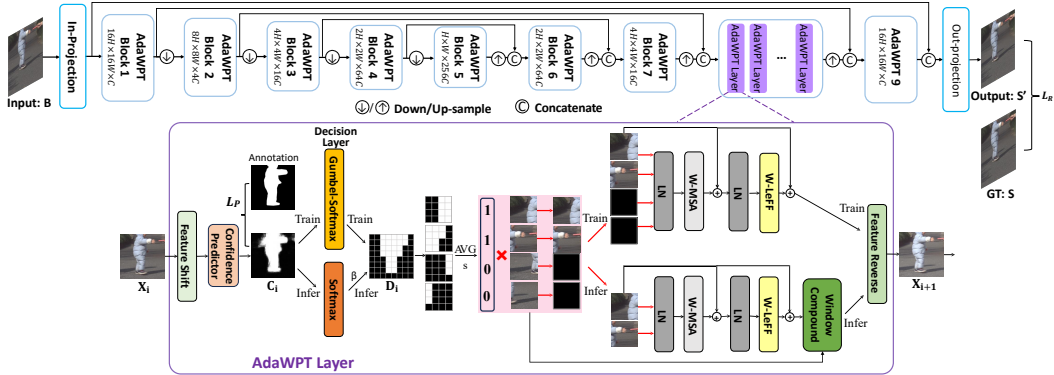 Input: B
In-Projection
AdaWPT
Block 1
16H×16W×C
AdaWPT
Block 2
8H×8W×4C
AdaWPT
Block 3
4H×4W×16C
AdaWPT
Block 4
2H×2W×64C
AdaWPT
Block 5
H×W×256C
AdaWPT
Block 6
2H×2W×64C
AdaWPT
Block 7
4H×4W×16C
AdaWPT Layer
AdaWPT Layer
...
AdaWPT Layer
AdaWPT 9
16H×16W×C
Out-projection
Output: S'
L_R
GT: S
C
C
C
C
↓/↑ Down/Up-sample
C Concatenate
X_i
Feature Shift
Confidence
Predictor
Annotation
L_P
C_i
Decision
Layer
Train
Infer
Gumbel-Softmax
Softmax
Train
β
Infer
D_i
AVG
s
1
1
0
0
Train
Infer
LN
W-MSA
LN
W-LeFF
LN
W-MSA
LN
W-LeFF
Window
Compound
Train
Infer
Feature Reverse
X_{i+1}
AdaWPT Layer